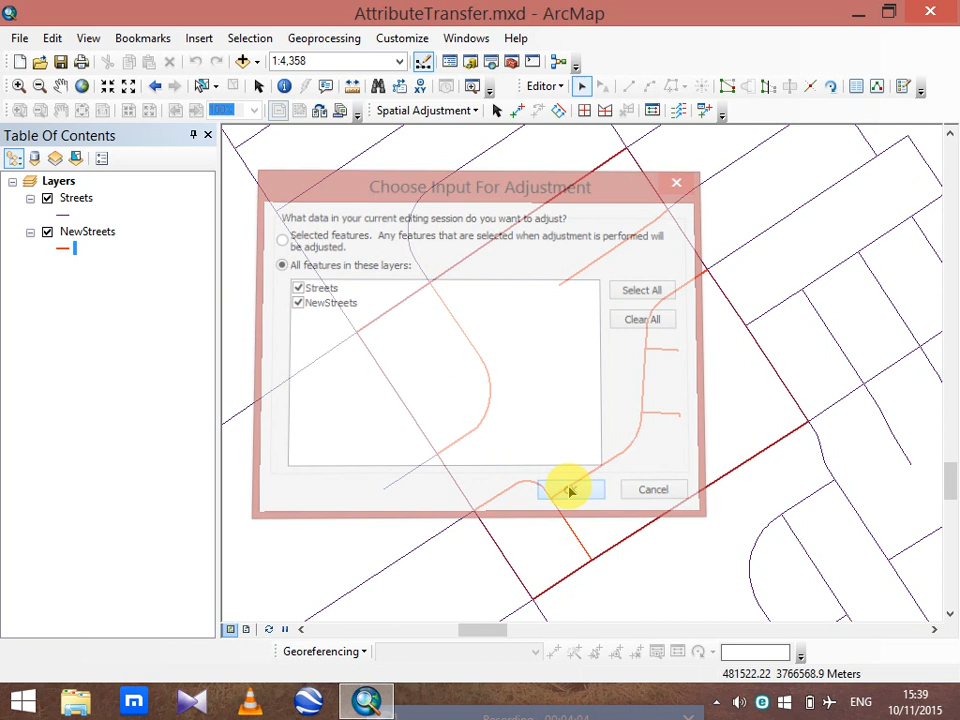 AttributeTransfer.mxd - ArcMap
File Edit View Bookmarks Insert Selection Geoprocessing Customize Windows Help
1:4,358
Editor
Spatial Adjustment
Table Of Contents
Layers
Streets
NewStreets
Choose Input For Adjustment
What data in your current editing session do you want to adjust?
Selected features. Any features that are selected when adjustment is performed will
be adjusted.
All features in these layers:
Streets
NewStreets
Select All
Clear All
Cancel
Georeferencing
481522.22 3766568.9 Meters
ENG
15:39
10/11/2015